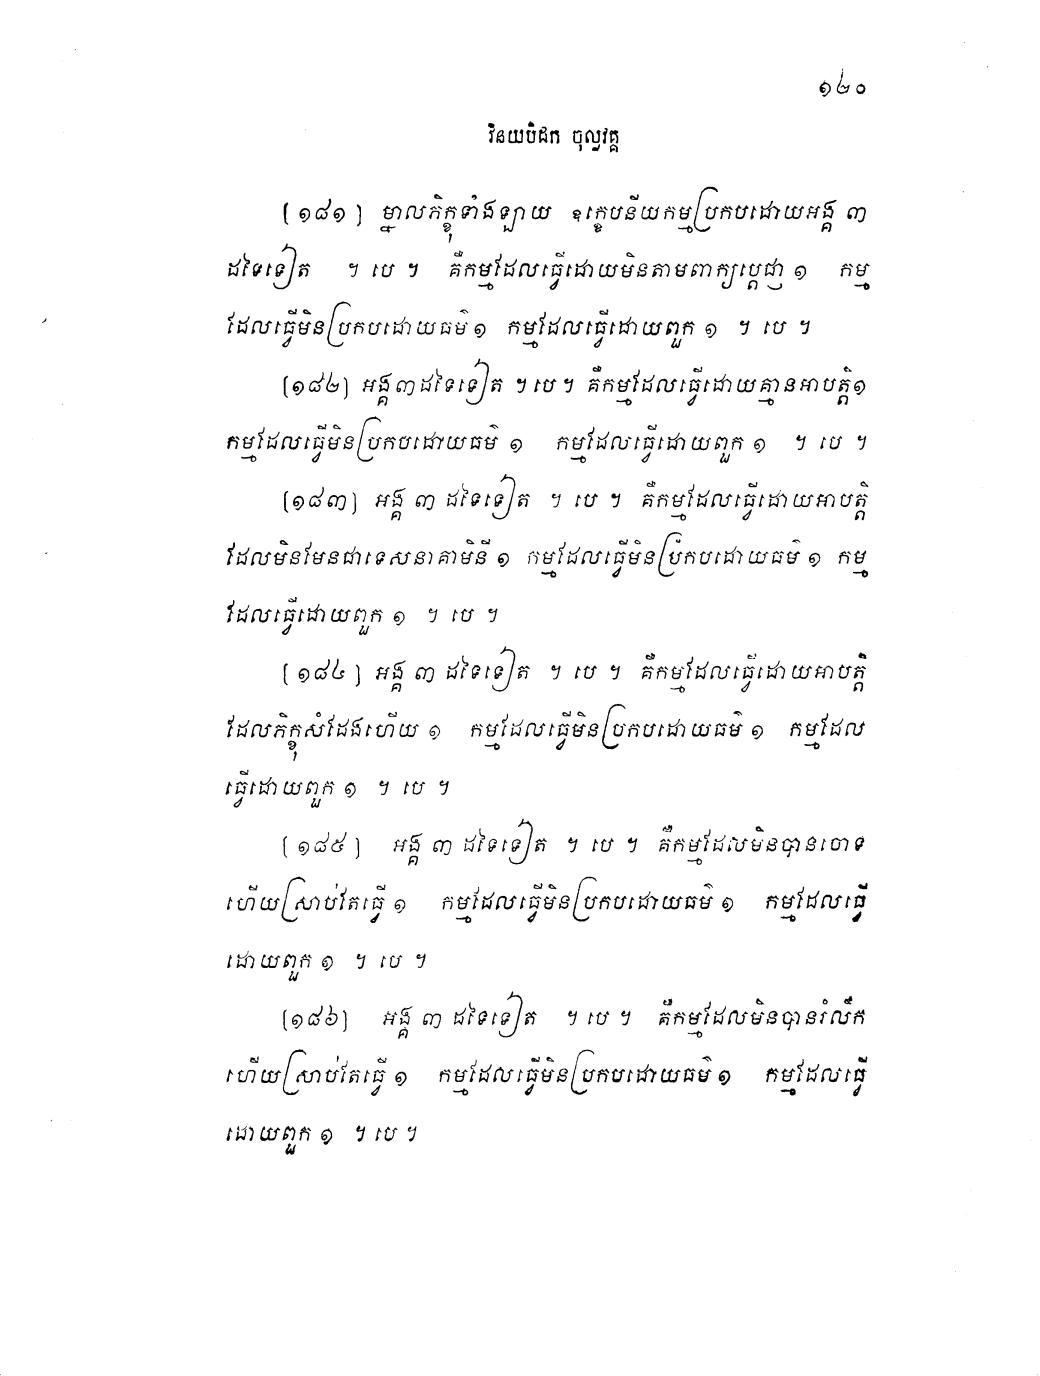 ១៤០
វិនយបិដក ចុល្លវគ្គ
(១៨១) ម្នាលភិក្ខុទាំងឡាយ ឧក្ខេបនីយកម្មប្រកបដោយអង្គ ៣
ដទៃទៀត ។ បេ ។ គឺកម្មដែលធ្វើដោយមិនតាមពាក្យប្តេជ្ញា ១ កម្ម
ដែលធ្វើមិនប្រកបដោយធម៌ ១ កម្មដែលធ្វើដោយពួក ១ ។ បេ ។
(១៨២) អង្គ៣ដទៃទៀត ។ បេ ។ គឺកម្មដែលធ្វើដោយគ្មានអាបត្តិ១
កម្មដែលធ្វើមិនប្រកបដោយធម៌ ១ កម្មដែលធ្វើដោយពួក ១ ។ បេ ។
(១៨៣) អង្គ ៣ ដទៃទៀត ។ បេ ។ គឺកម្មដែលធ្វើដោយអាបត្តិ
ដែលមិនមែនជាទេសនាគាមិនី ១ កម្មដែលធ្វើមិនប្រកបដោយធម៌ ១ កម្ម
ដែលធ្វើដោយពួក ១ ។ បេ ។
(១៨៤) អង្គ ៣ ដទៃទៀត ។ បេ ។ គឺកម្មដែលធ្វើដោយអាបត្តិ
ដែលភិក្ខុសំដែងហើយ ១ កម្មដែលធ្វើមិនប្រកបដោយធម៌ ១ កម្មដែល
ធ្វើដោយពួក ១ ។ បេ ។
(១៨៥) អង្គ ៣ ដទៃទៀត ។ បេ ។ គឺកម្មដែលមិនបានចោទ
ហើយស្រាប់តែធ្វើ ១ កម្មដែលធ្វើមិនប្រកបដោយធម៌ ១ កម្មដែលធ្វើ
ដោយពួក ១ ។ បេ ។
(១៨៦) អង្គ ៣ ដទៃទៀត ។ បេ ។ គឺកម្មដែលមិនបានរំលឹក
ហើយស្រាប់តែធ្វើ ១ កម្មដែលធ្វើមិនប្រកបដោយធម៌ ១ កម្មដែលធ្វើ
ដោយពួក ១ ។ បេ ។